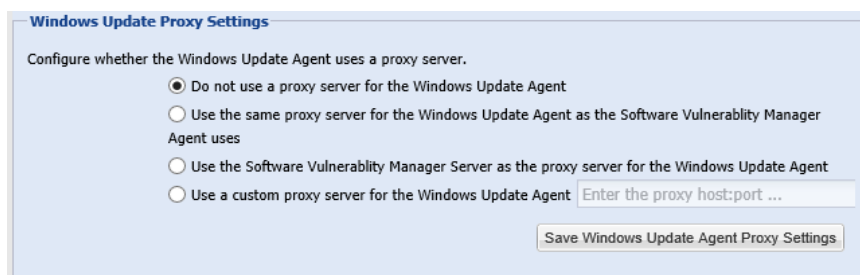 Windows Update Proxy Settings
Configure whether the Windows Update Agent uses a proxy server.
Do not use a proxy server for the Windows Update Agent
Use the same proxy server for the Windows Update Agent as the Software Vulnerablity Manager
Agent uses
Use the Software Vulnerablity Manager Server as the proxy server for the Windows Update Agent
Use a custom proxy server for the Windows Update Agent Enter the proxy host:port ...
Save Windows Update Agent Proxy Settings